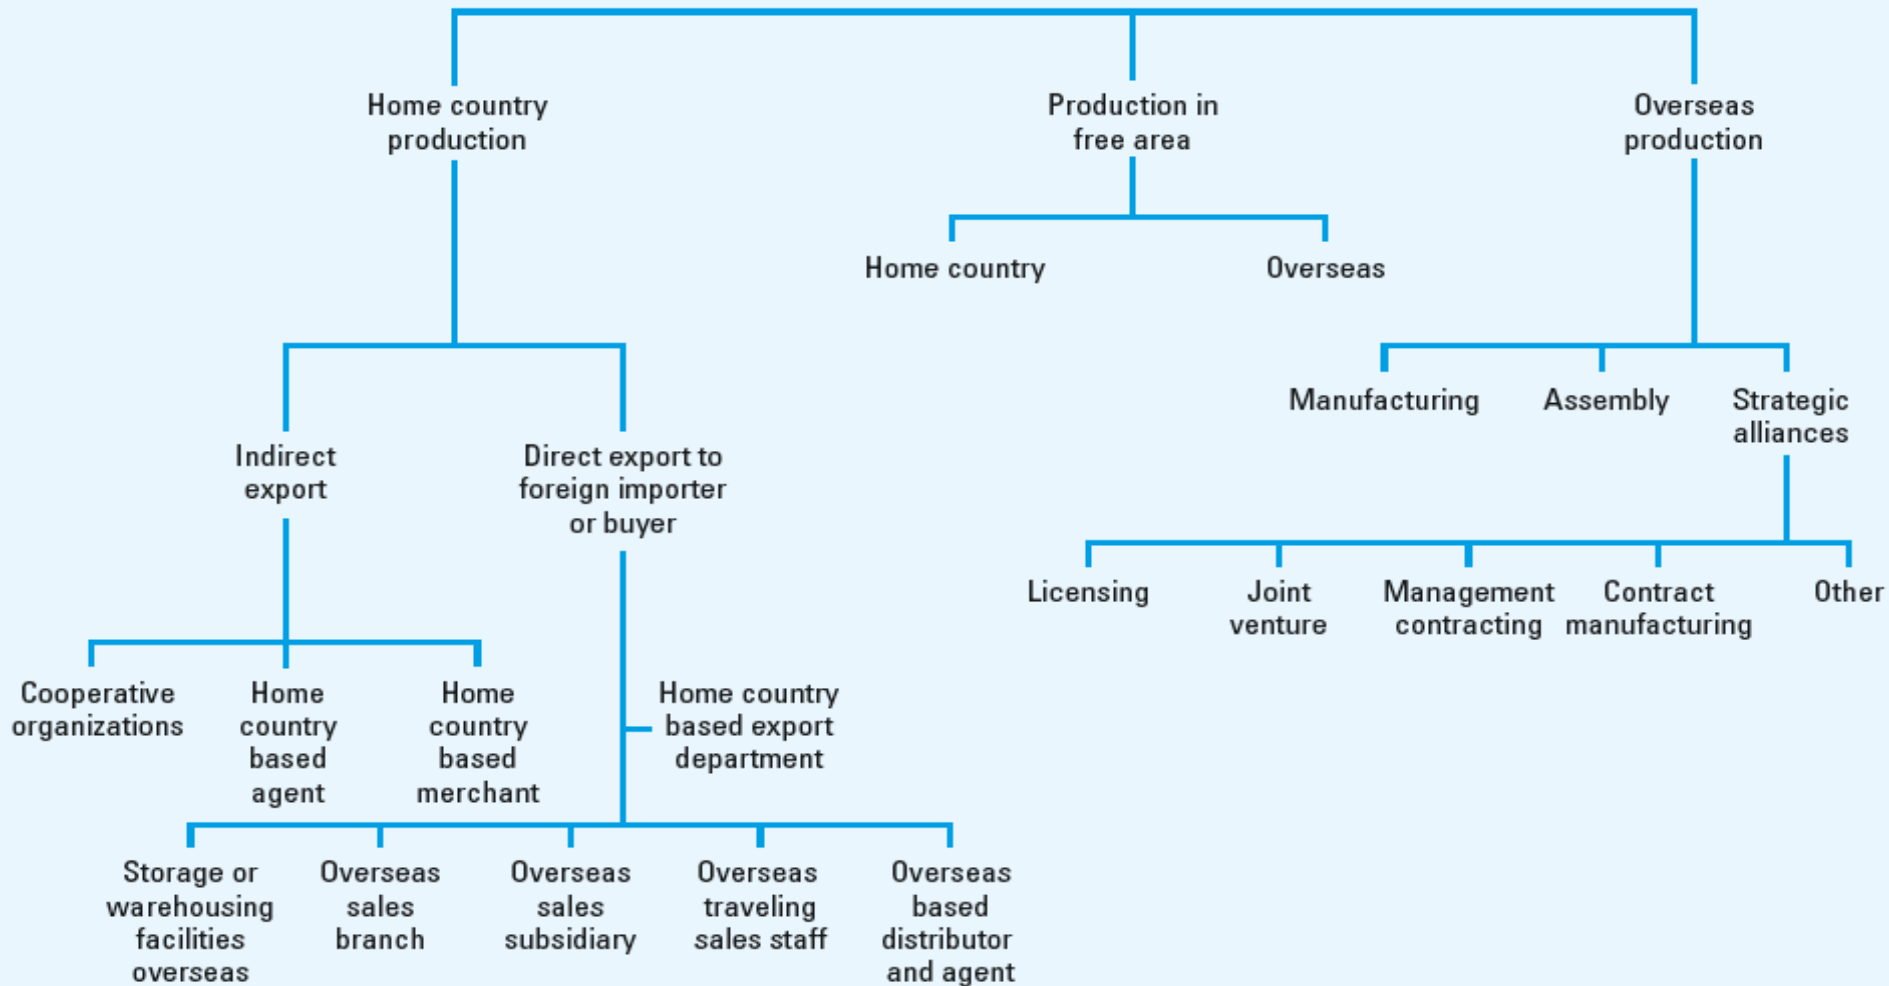 Home country
production
Production in
free area
Overseas
production
Home country
Overseas
Manufacturing
Assembly
Strategic
alliances
Indirect
export
Direct export to
foreign importer
or buyer
Licensing
Joint
venture
Management
contracting
Contract
manufacturing
Other
Cooperative
organizations
Home
country
based
agent
Home
country
based
merchant
Home country
based export
department
Storage or
warehousing
facilities
overseas
Overseas
sales
branch
Overseas
sales
subsidiary
Overseas
traveling
sales staff
Overseas
based
distributor
and agent